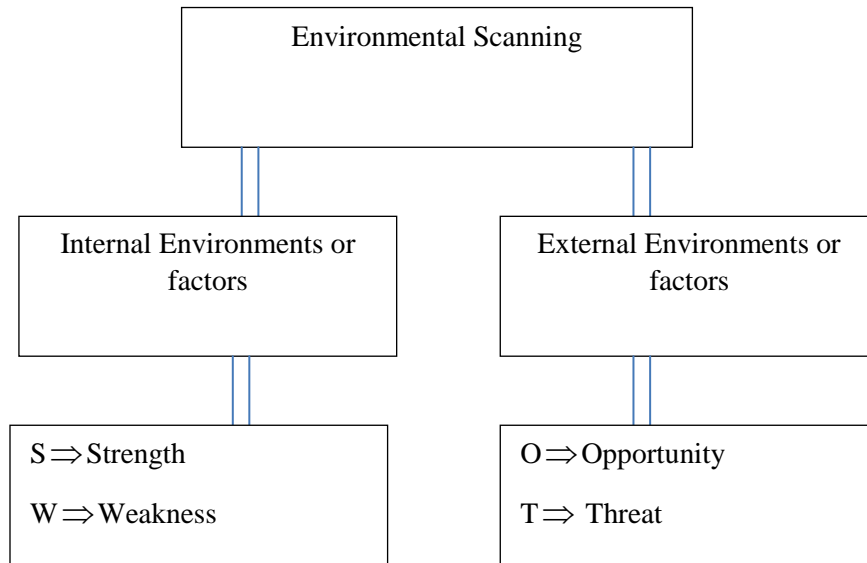 Environmental Scanning
Internal Environments or
factors
External Environments or
factors
S⇒Strength
W⇒Weakness
O⇒Opportunity
T⇒ Threat